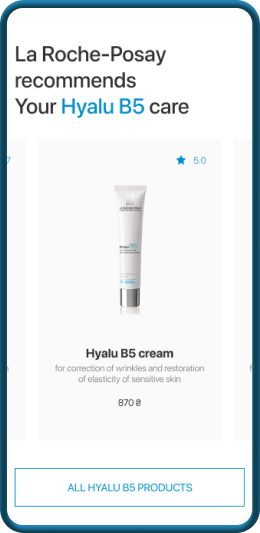 La Roche-Posay
recommends
Your Hyalu B5 care
7
5.0
Hyalu B5 cream
for correction of wrinkles and restoration
of elasticity of sensitive skin
870 ₴
ALL HYALU B5 PRODUCTS